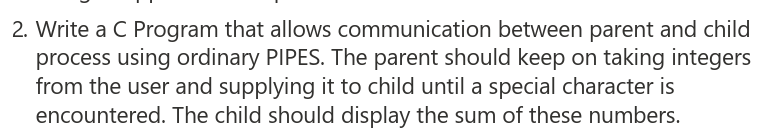 2. Write a C Program that allows communication between parent and child
process using ordinary PIPES. The parent should keep on taking integers
from the user and supplying it to child until a special character is
encountered. The child should display the sum of these numbers.